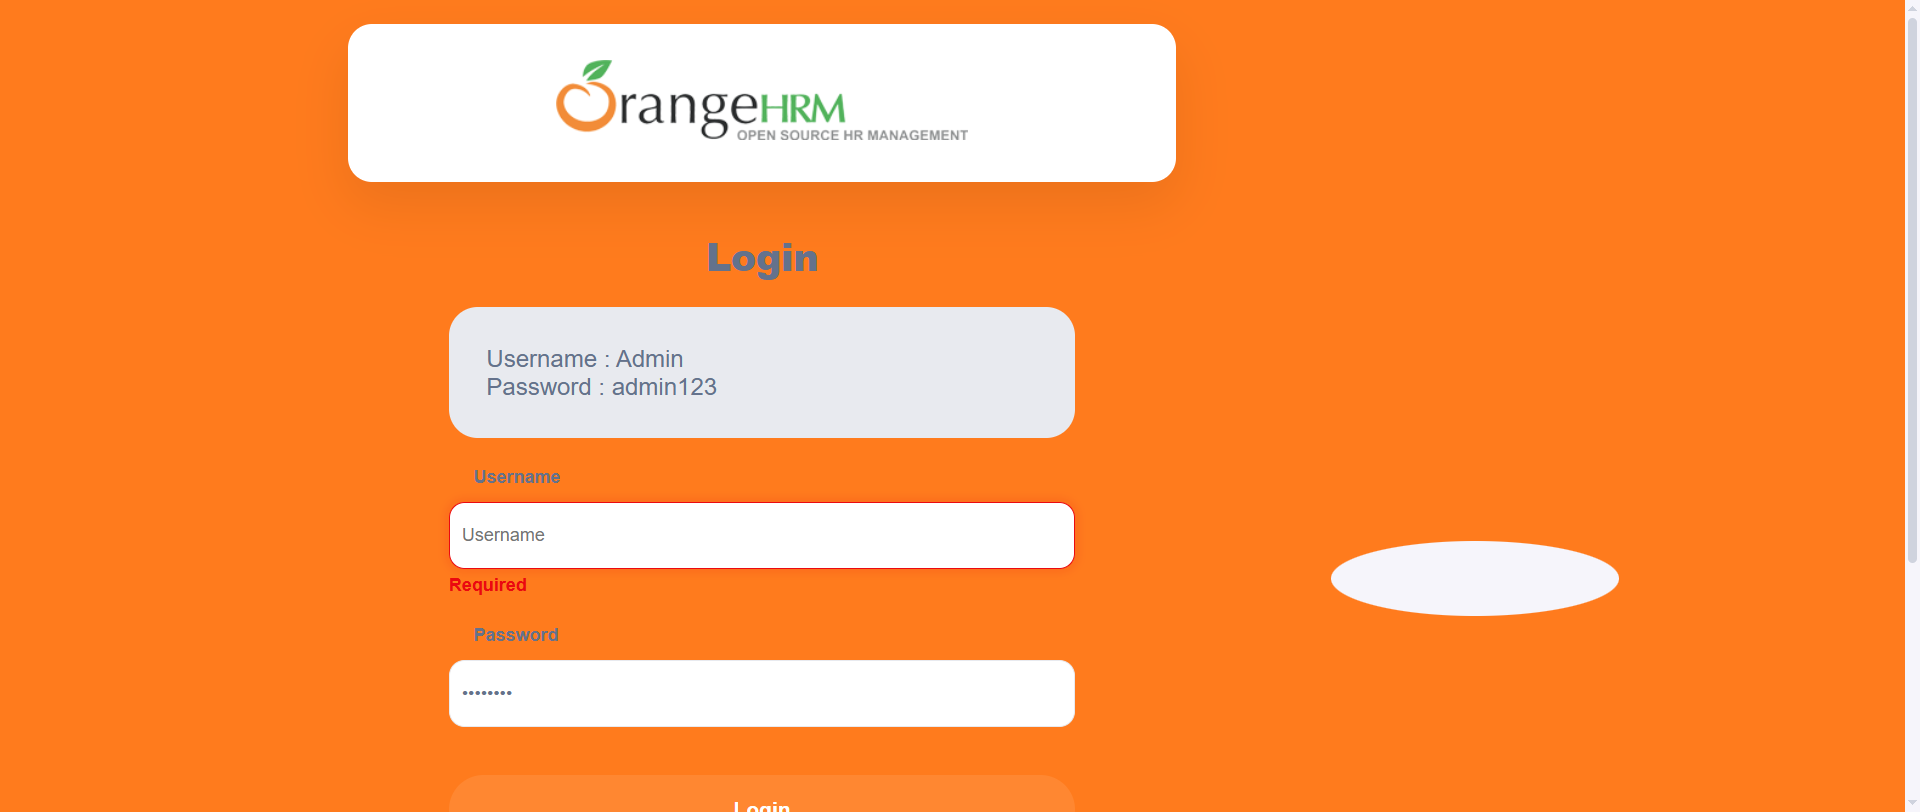 OrangeHRM
OPEN SOURCE HR MANAGEMENT
Login
Username : Admin
Password : admin123
Username
Username
Required
Password
••••••••
Login